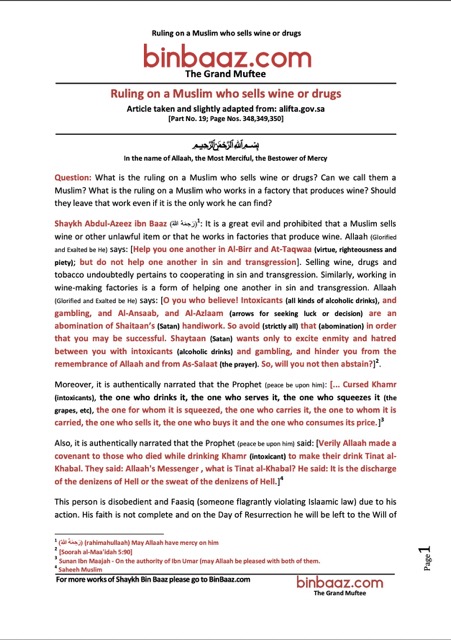 Ruling on a Muslim who sells wine or drugs
binbaaz.com
The Grand Muftee
Ruling on a Muslim who sells wine or drugs
Article taken and slightly adapted from: alifta.gov.sa
[Part No. 19; Page Nos. 348,349,350]
بِسْمِ اللَّهِ الرَّحْمَنِ الرَّحِيمِ
In the name of Allaah, the Most Merciful, the Bestower of Mercy
Question: What is the ruling on a Muslim who sells wine or drugs? Can we call them a
Muslim? What is the ruling on a Muslim who works in a factory that produces wine? Should
they leave that work even if it is the only work he can find?
Shaykh Abdul-Azeez ibn Baaz (رَحِمَهُ اللهُ)1: It is a great evil and prohibited that a Muslim sells
wine or other unlawful item or that he works in factories that produce wine. Allaah (Glorified
and Exalted be He) says: [Help you one another in Al-Birr and At-Taqwaa (virtue, righteousness and
piety); but do not help one another in sin and transgression]. Selling wine, drugs and
tobacco undoubtedly pertains to cooperating in sin and transgression. Similarly, working in
wine-making factories is a form of helping one another in sin and transgression. Allaah
(Glorified and Exalted be He) says: [O you who believe! Intoxicants (all kinds of alcoholic drinks), and
gambling, and Al-Ansaab, and Al-Azlaam (arrows for seeking luck or decision) are
an abomination of Shaitaan's (Satan) handiwork. So avoid (strictly all) that (abomination) in order
that you may be successful. Shaytaan (Satan) wants only to excite enmity and hatred
between you with intoxicants (alcoholic drinks) and gambling, and hinder you from the
remembrance of Allaah and from As-Salaat (the prayer). So, will you not then abstain?]2.
Moreover, it is authentically narrated that the Prophet (peace be upon him): [... Cursed Khamr
(intoxicants), the one who drinks it, the one who serves it, the one who squeezes it (the
grapes, etc), the one for whom it is squeezed, the one who carries it, the one to whom it is
carried, the one who sells it, the one who buys it and the one who consumes its price.]3
Also, it is authentically narrated that the Prophet (peace be upon him) said: [Verily Allaah made a
covenant to those who died while drinking Khamr (intoxicant) to make their drink Tinat al-
Khabal. They said: Allaah's Messenger , what is Tinat al-Khabal? He said: It is the discharge
of the denizens of Hell or the sweat of the denizens of Hell.]4
This person is disobedient and Faasiq (someone flagrantly violating Islaamic law) due to his
action. His faith is not complete and on the Day of Resurrection he will be left to the Will of
1 (رَحِمَهُ اللهُ) (rahimahullaah) May Allaah have mercy on him
2 [Soorah al-Maa'idah 5:90]
3 Sunan Ibn Maajah - On the authority of Ibn Umar (may Allaah be pleased with both of them.
4 Saheeh Muslim
For more works of Shaykh Bin Baaz please go to BinBaaz.com
binbaaz.com
The Grand Muftee
Page 1